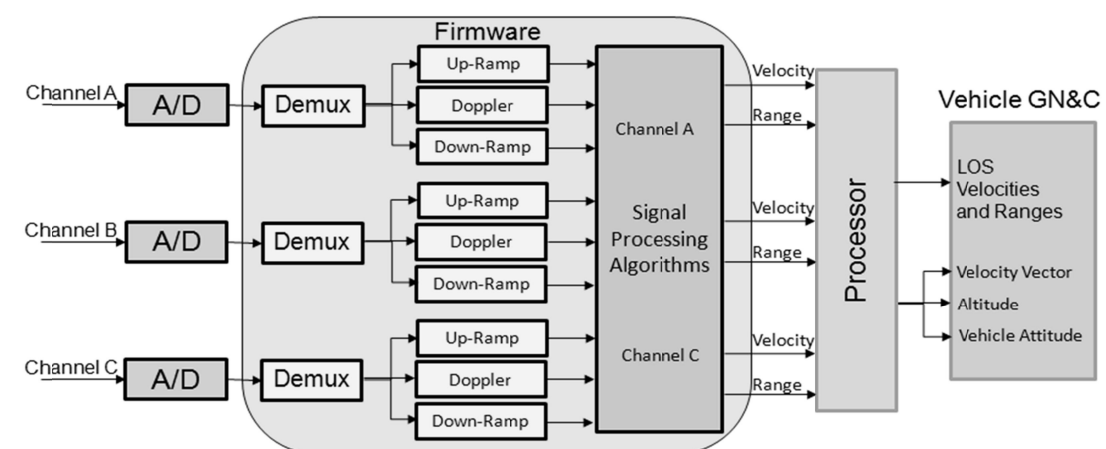 Firmware
Channel A
A/D
Demux
Up-Ramp
Doppler
Down-Ramp
Channel B
A/D
Demux
Up-Ramp
Doppler
Down-Ramp
Channel C
A/D
Demux
Up-Ramp
Doppler
Down-Ramp
Channel A
Signal
Processing
Algorithms
Channel C
Velocity
Range
Velocity
Range
Velocity
Range
Processor
Vehicle GN&C
LOS
Velocities
and Ranges
Velocity Vector
Altitude
Vehicle Attitude